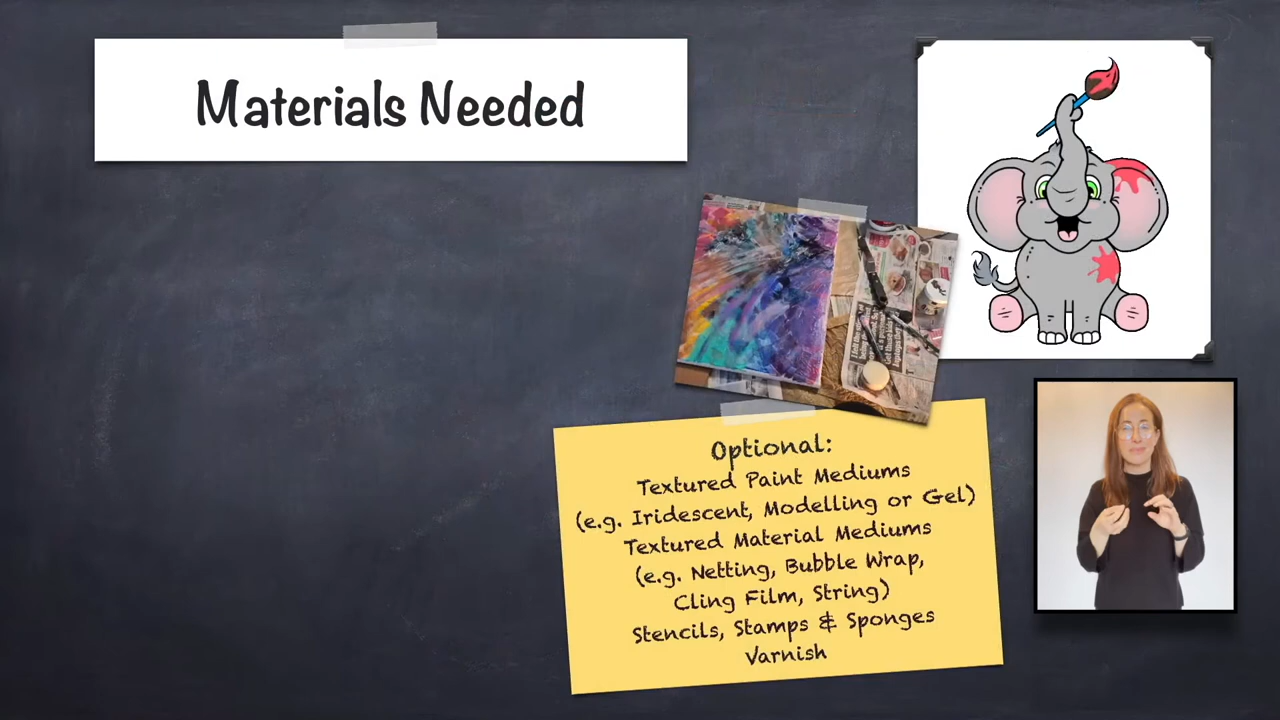 Materials Needed
Optional:
Textured Paint Mediums
(e.g. Iridescent, Modelling or Gel)
Textured Material Mediums
(e.g. Netting, Bubble Wrap,
Cling Film, String)
Stencils, Stamps & Sponges
Varnish